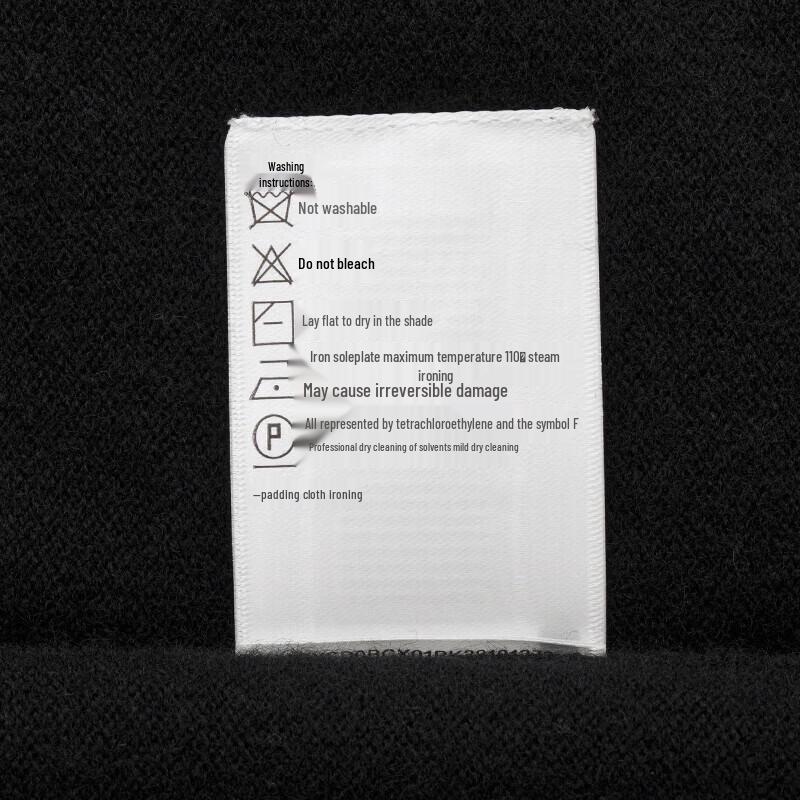 Washing
instructions:
Not washable
Do not bleach
Lay flat to dry in the shade
Iron soleplate maximum temperature 110 steam
ironing
May cause irreversible damage
All represented by tetrachloroethylene and the symbol F
Professional dry cleaning of solvents mild dry cleaning
—padding cloth ironing
P